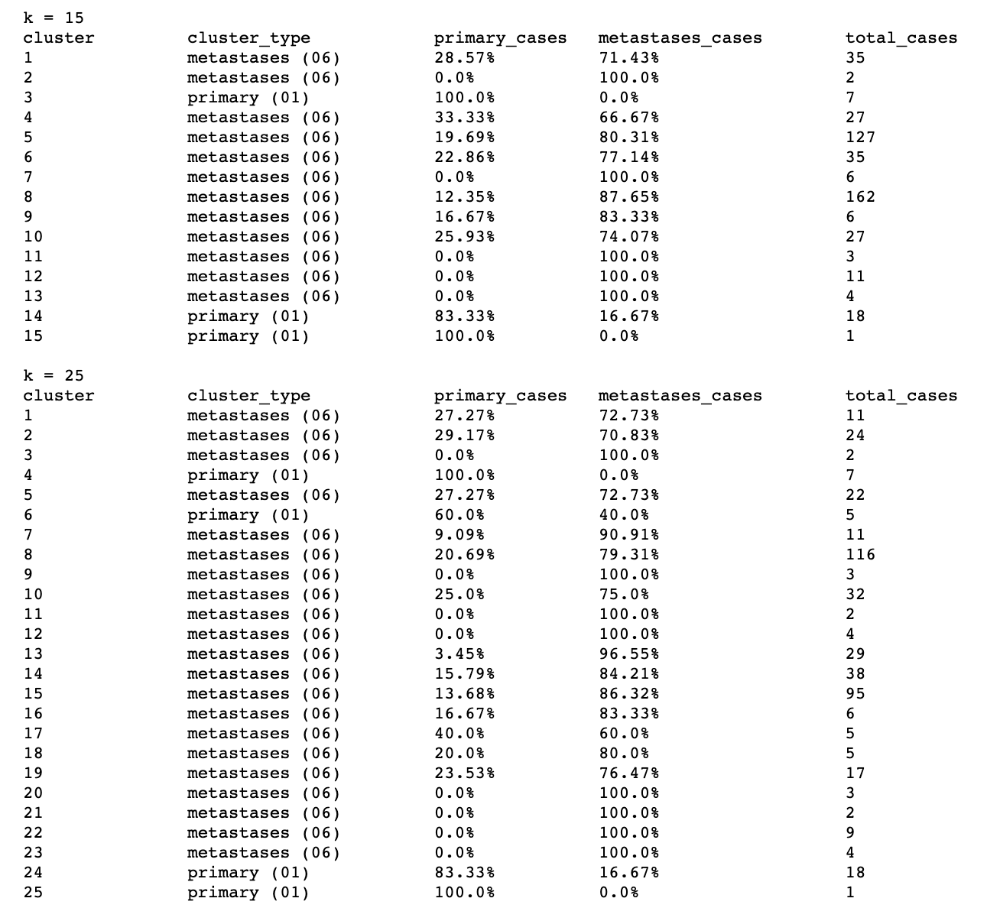 k = 15
cluster cluster_type primary_cases metastases_cases total_cases
1 metastases (06) 28.57% 71.43% 35
2 metastases (06) 0.0% 100.0% 2
3 primary (01) 100.0% 0.0% 7
4 metastases (06) 33.33% 66.67% 27
5 metastases (06) 19.69% 80.31% 127
6 metastases (06) 22.86% 77.14% 35
7 metastases (06) 0.0% 100.0% 6
8 metastases (06) 12.35% 87.65% 162
9 metastases (06) 16.67% 83.33% 6
10 metastases (06) 25.93% 74.07% 27
11 metastases (06) 0.0% 100.0% 3
12 metastases (06) 0.0% 100.0% 11
13 metastases (06) 0.0% 100.0% 4
14 primary (01) 83.33% 16.67% 18
15 primary (01) 100.0% 0.0% 1
k = 25
cluster cluster_type primary_cases metastases_cases total_cases
1 metastases (06) 27.27% 72.73% 11
2 metastases (06) 29.17% 70.83% 24
3 metastases (06) 0.0% 100.0% 2
4 primary (01) 100.0% 0.0% 7
5 metastases (06) 27.27% 72.73% 22
6 primary (01) 60.0% 40.0% 5
7 metastases (06) 9.09% 90.91% 11
8 metastases (06) 20.69% 79.31% 116
9 metastases (06) 0.0% 100.0% 3
10 metastases (06) 25.0% 75.0% 32
11 metastases (06) 0.0% 100.0% 2
12 metastases (06) 0.0% 100.0% 4
13 metastases (06) 3.45% 96.55% 29
14 metastases (06) 15.79% 84.21% 38
15 metastases (06) 13.68% 86.32% 95
16 metastases (06) 16.67% 83.33% 6
17 metastases (06) 40.0% 60.0% 5
18 metastases (06) 20.0% 80.0% 5
19 metastases (06) 23.53% 76.47% 17
20 metastases (06) 0.0% 100.0% 3
21 metastases (06) 0.0% 100.0% 2
22 metastases (06) 0.0% 100.0% 9
23 metastases (06) 0.0% 100.0% 4
24 primary (01) 83.33% 16.67% 18
25 primary (01) 100.0% 0.0% 1